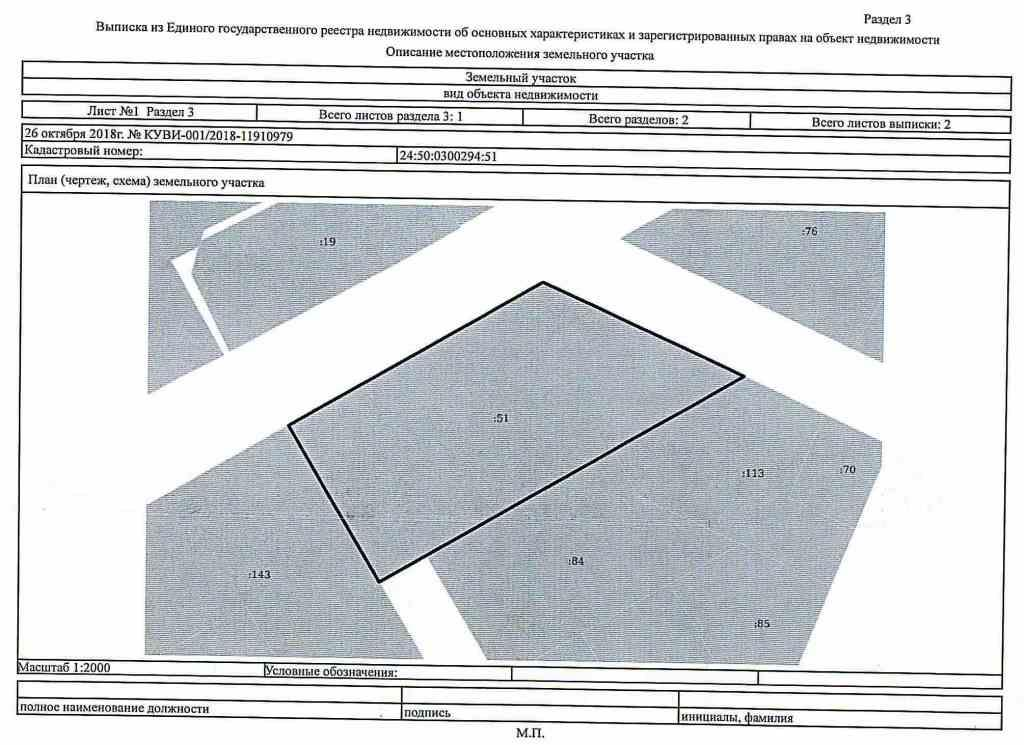 Раздел 3
Выписка из Единого государственного реестра недвижимости об основных характеристиках и зарегистрированных правах на объект недвижимости
Описание местоположения земельного участка
Земельный участок
вид объекта недвижимости
Лист №1 Раздел 3 Всего листов раздела 3: 1 Всего разделов: 2 Всего листов выписки: 2
26 октября 2018г. № КУВИ-001/2018-11910979
Кадастровый номер: 24:50:0300294:51
План (чертеж, схема) земельного участка
:19
:76
:51
:113
:70
:84
:143
:85
Масштаб 1:2000 Условные обозначения:
полное наименование должности подпись инициалы, фамилия
М.П.